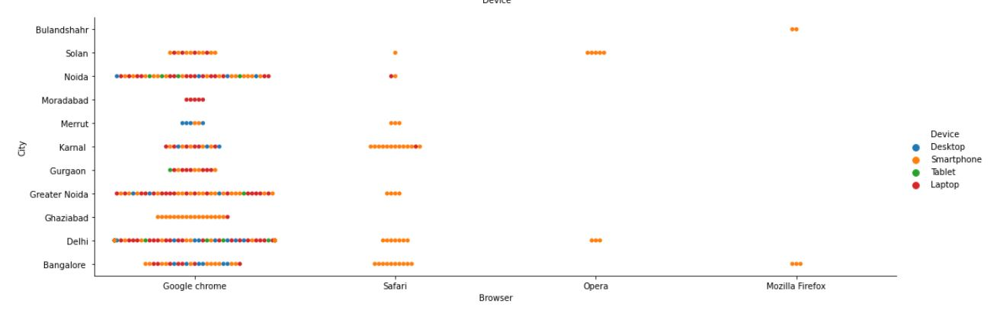 Device
Bulandshahr
Solan
Noida
Moradabad
Merrut
Karnal
Gurgaon
Greater Noida
Ghaziabad
Delhi
Bangalore
City
Google chrome Safari Opera Mozilla Firefox
Browser
Device
Desktop
Smartphone
Tablet
Laptop